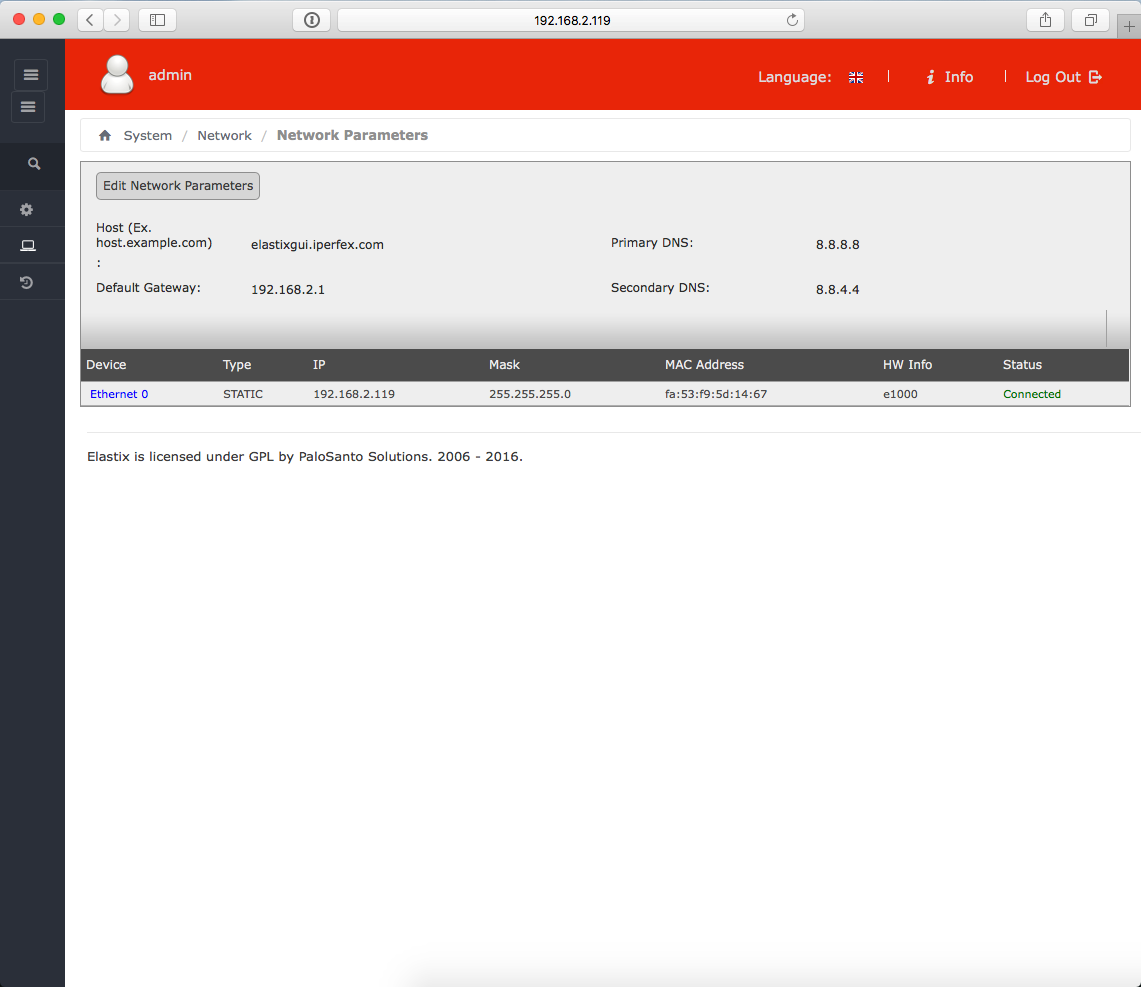 192.168.2.119
admin
Language:
Info
Log Out
System / Network / Network Parameters
Edit Network Parameters
Host (Ex.
host.example.com)
:
elastixgui.iperfex.com
Primary DNS:
8.8.8.8
Default Gateway:
192.168.2.1
Secondary DNS:
8.8.4.4
Device Type IP Mask MAC Address HW Info Status
Ethernet 0 STATIC 192.168.2.119 255.255.255.0 fa:53:f9:5d:14:67 e1000 Connected
Elastix is licensed under GPL by PaloSanto Solutions. 2006 - 2016.